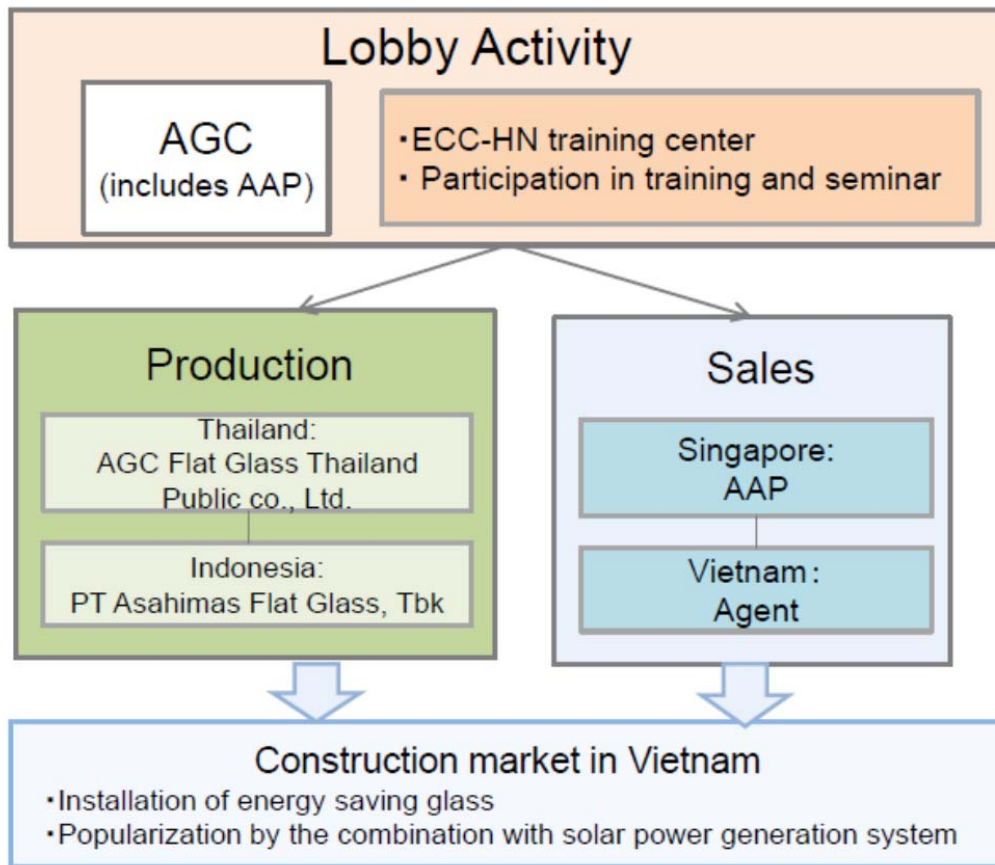 Lobby Activity
AGC
(includes AAP)
・ECC-HN training center
・ Participation in training and seminar
Production
Thailand:
AGC Flat Glass Thailand
Public co., Ltd.
Indonesia:
PT Asahimas Flat Glass, Tbk
Sales
Singapore:
AAP
Vietnam：
Agent
Construction market in Vietnam
・Installation of energy saving glass
・Popularization by the combination with solar power generation system